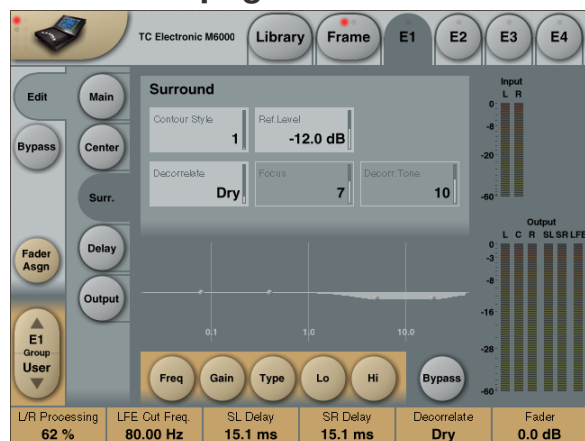 TC Electronic M6000
Library
Frame
E1
E2
E3
E4
Edit
Bypass
Fader
Asgn
E1
Group
User
Main
Center
Surr.
Delay
Output
Surround
Contour Style
1
Ref.Level
-12.0 dB
Decorrelate
Dry
Focus
7
Decorr.Tone
10
0,1
1,0
10,0
Freq
Gain
Type
Lo
Hi
Bypass
Input
L R
0
-8
-20
-60
Output
L C R SL SR LFE
0
-3
-8
-16
-28
-60
L/R Processing
62 %
LFE Cut Freq.
80.00 Hz
SL Delay
15.1 ms
SR Delay
15.1 ms
Decorrelate
Dry
Fader
0.0 dB